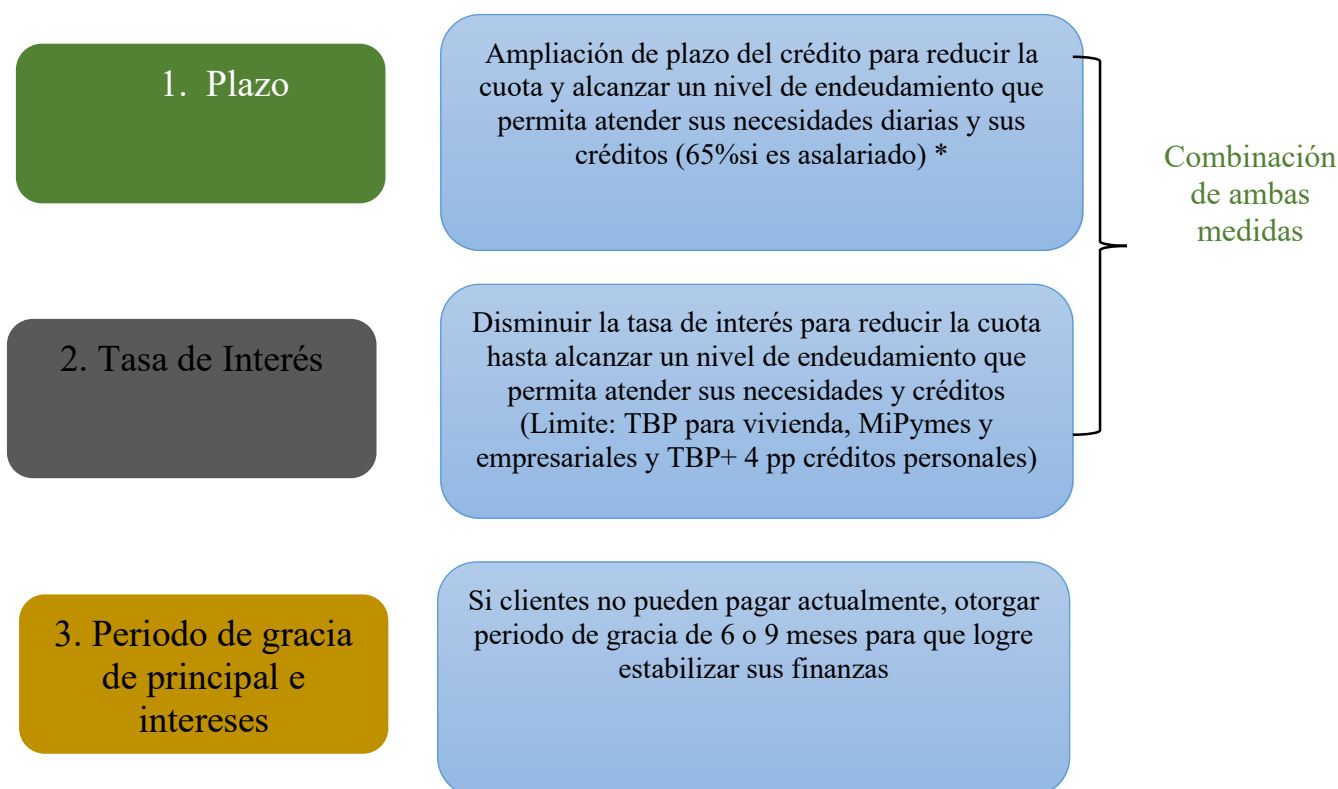 1. Plazo
Ampliación de plazo del crédito para reducir la
cuota y alcanzar un nivel de endeudamiento que
permita atender sus necesidades diarias y sus
créditos (65%si es asalariado) *
Combinación
de ambas
medidas
2. Tasa de Interés
Disminuir la tasa de interés para reducir la cuota
hasta alcanzar un nivel de endeudamiento que
permita atender sus necesidades y créditos
(Limite: TBP para vivienda, MiPymes y
empresariales y TBP+ 4 pp créditos personales)
3. Periodo de gracia
de principal e
intereses
Si clientes no pueden pagar actualmente, otorgar
periodo de gracia de 6 o 9 meses para que logre
estabilizar sus finanzas